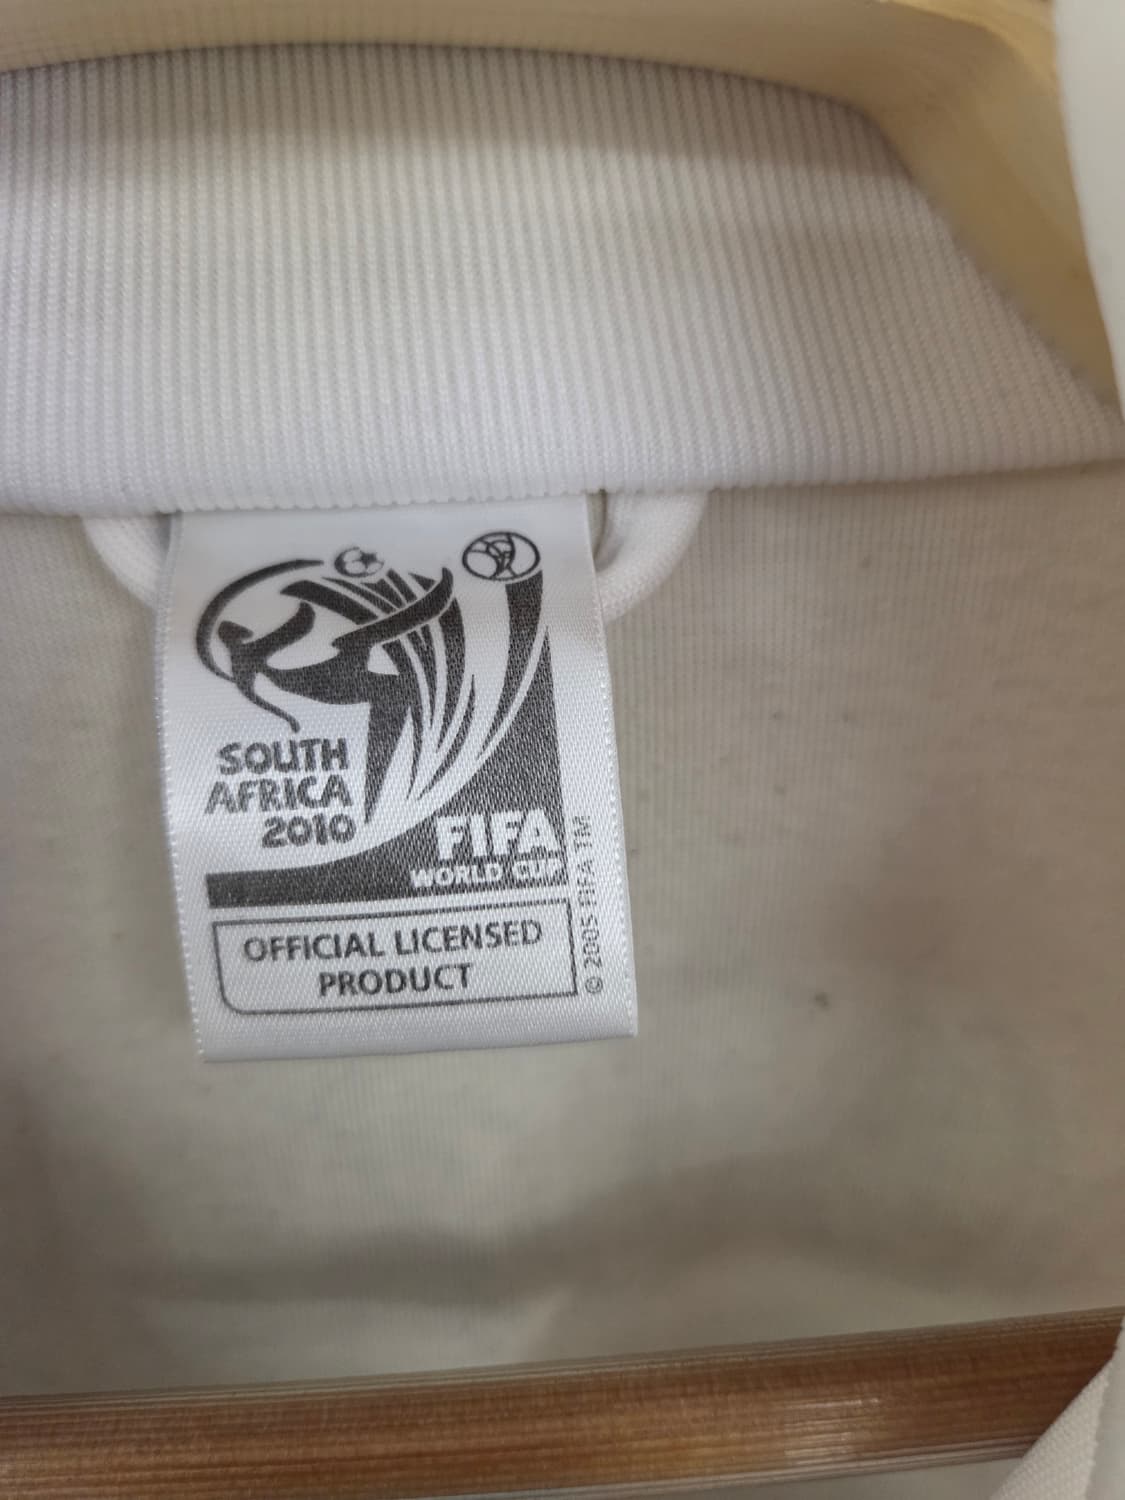 SOUTH
AFRICA
2010
FIFA
WORLD CUP
OFFICIAL LICENSED
PRODUCT
© 2005 FIFA TM